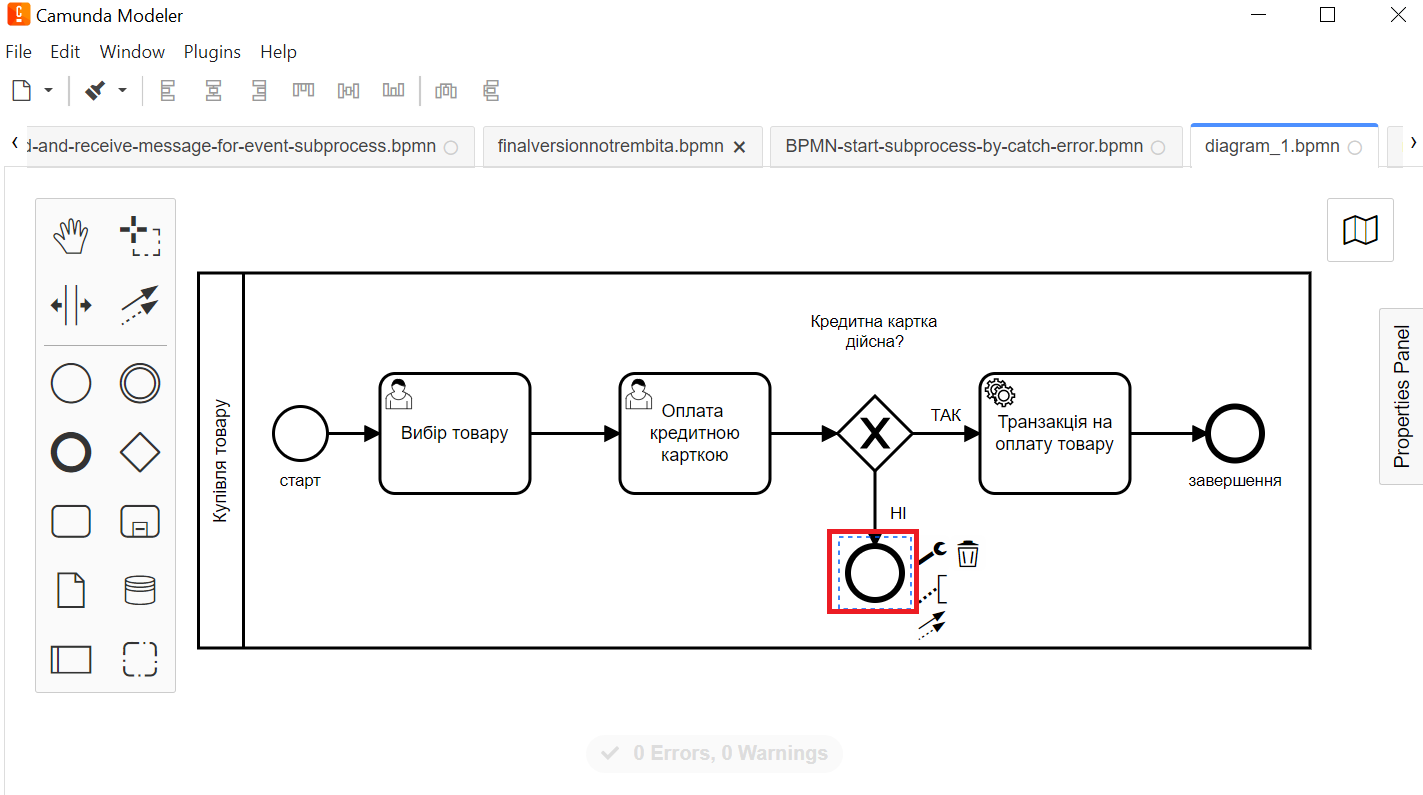 Camunda Modeler
File Edit Window Plugins Help
d-and-receive-message-for-event-subprocess.bpmn
finalversionnotrembita.bpmn
BPMN-start-subprocess-by-catch-error.bpmn
diagram_1.bpmn
Properties Panel
Купівля товару
Кредитна картка
дійсна?
старт
Вибір товару
Оплата
кредитною
карткою
ТАК
Транзакція на
оплату товару
завершення
НІ
0 Errors, 0 Warnings